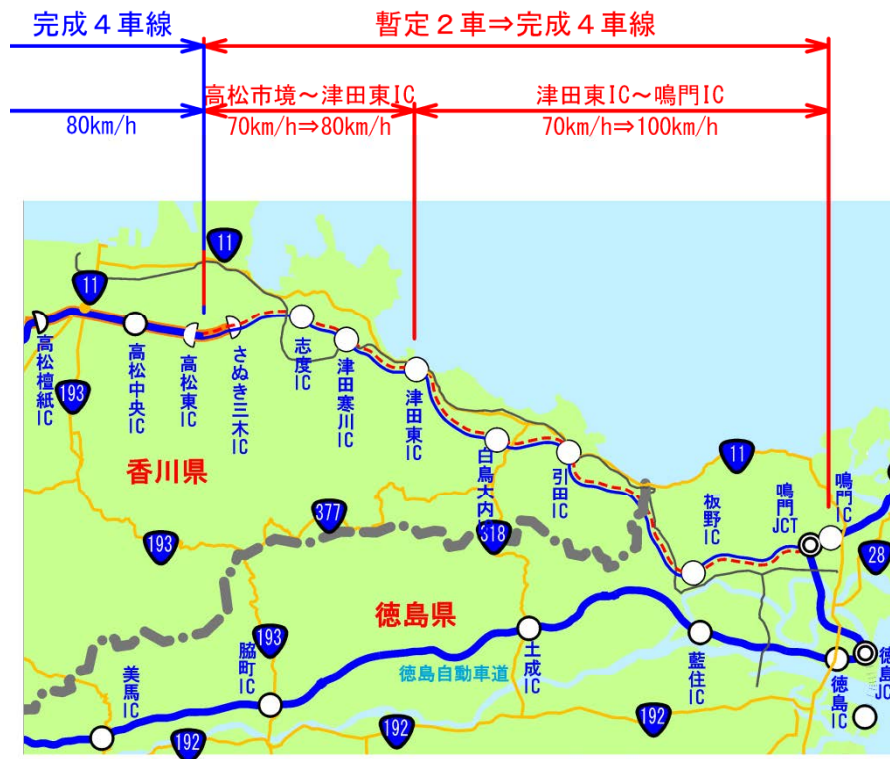 完成４車線
暫定２車⇒完成４車線
80km/h
高松市境～津田東IC
70km/h⇒80km/h
津田東IC～鳴門IC
70km/h⇒100km/h
11
11
高松檀紙IC
高松中央IC
高松東IC
さぬき三木IC
志度IC
津田寒川IC
津田東IC
193
香川県
白鳥大内
引田IC
11
板野IC
鳴門JCT
鳴門IC
377
193
318
28
徳島県
193
美馬IC
脇町IC
徳島自動車道
土成IC
藍住IC
徳島IC
徳島JC
192
192
192